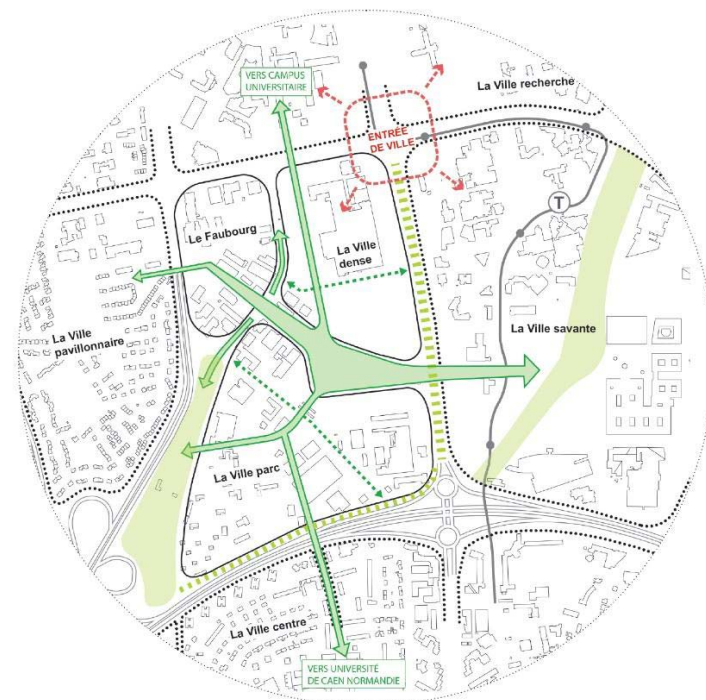 VERS CAMPUS
UNIVERSITAIRE
La Ville recherche
ENTRÉE
DE VILLE
T
Le Faubourg
La Ville
dense
La Ville
pavillonnaire
La Ville savante
La Ville parc
La Ville centre
VERS UNIVERSITÉ
DE CAEN NORMANDIE